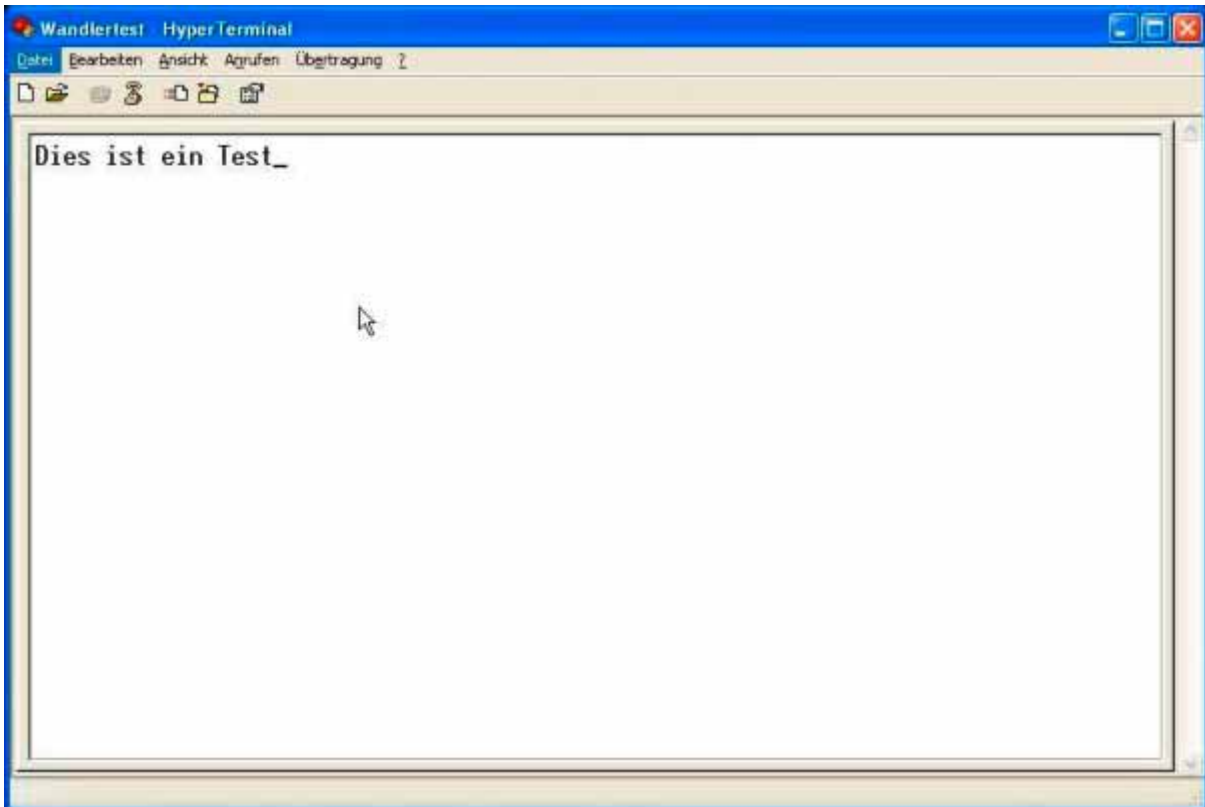 Wandlertest HyperTerminal
Datei Bearbeiten Ansicht Anrufen Übertragung ?
Dies ist ein Test_